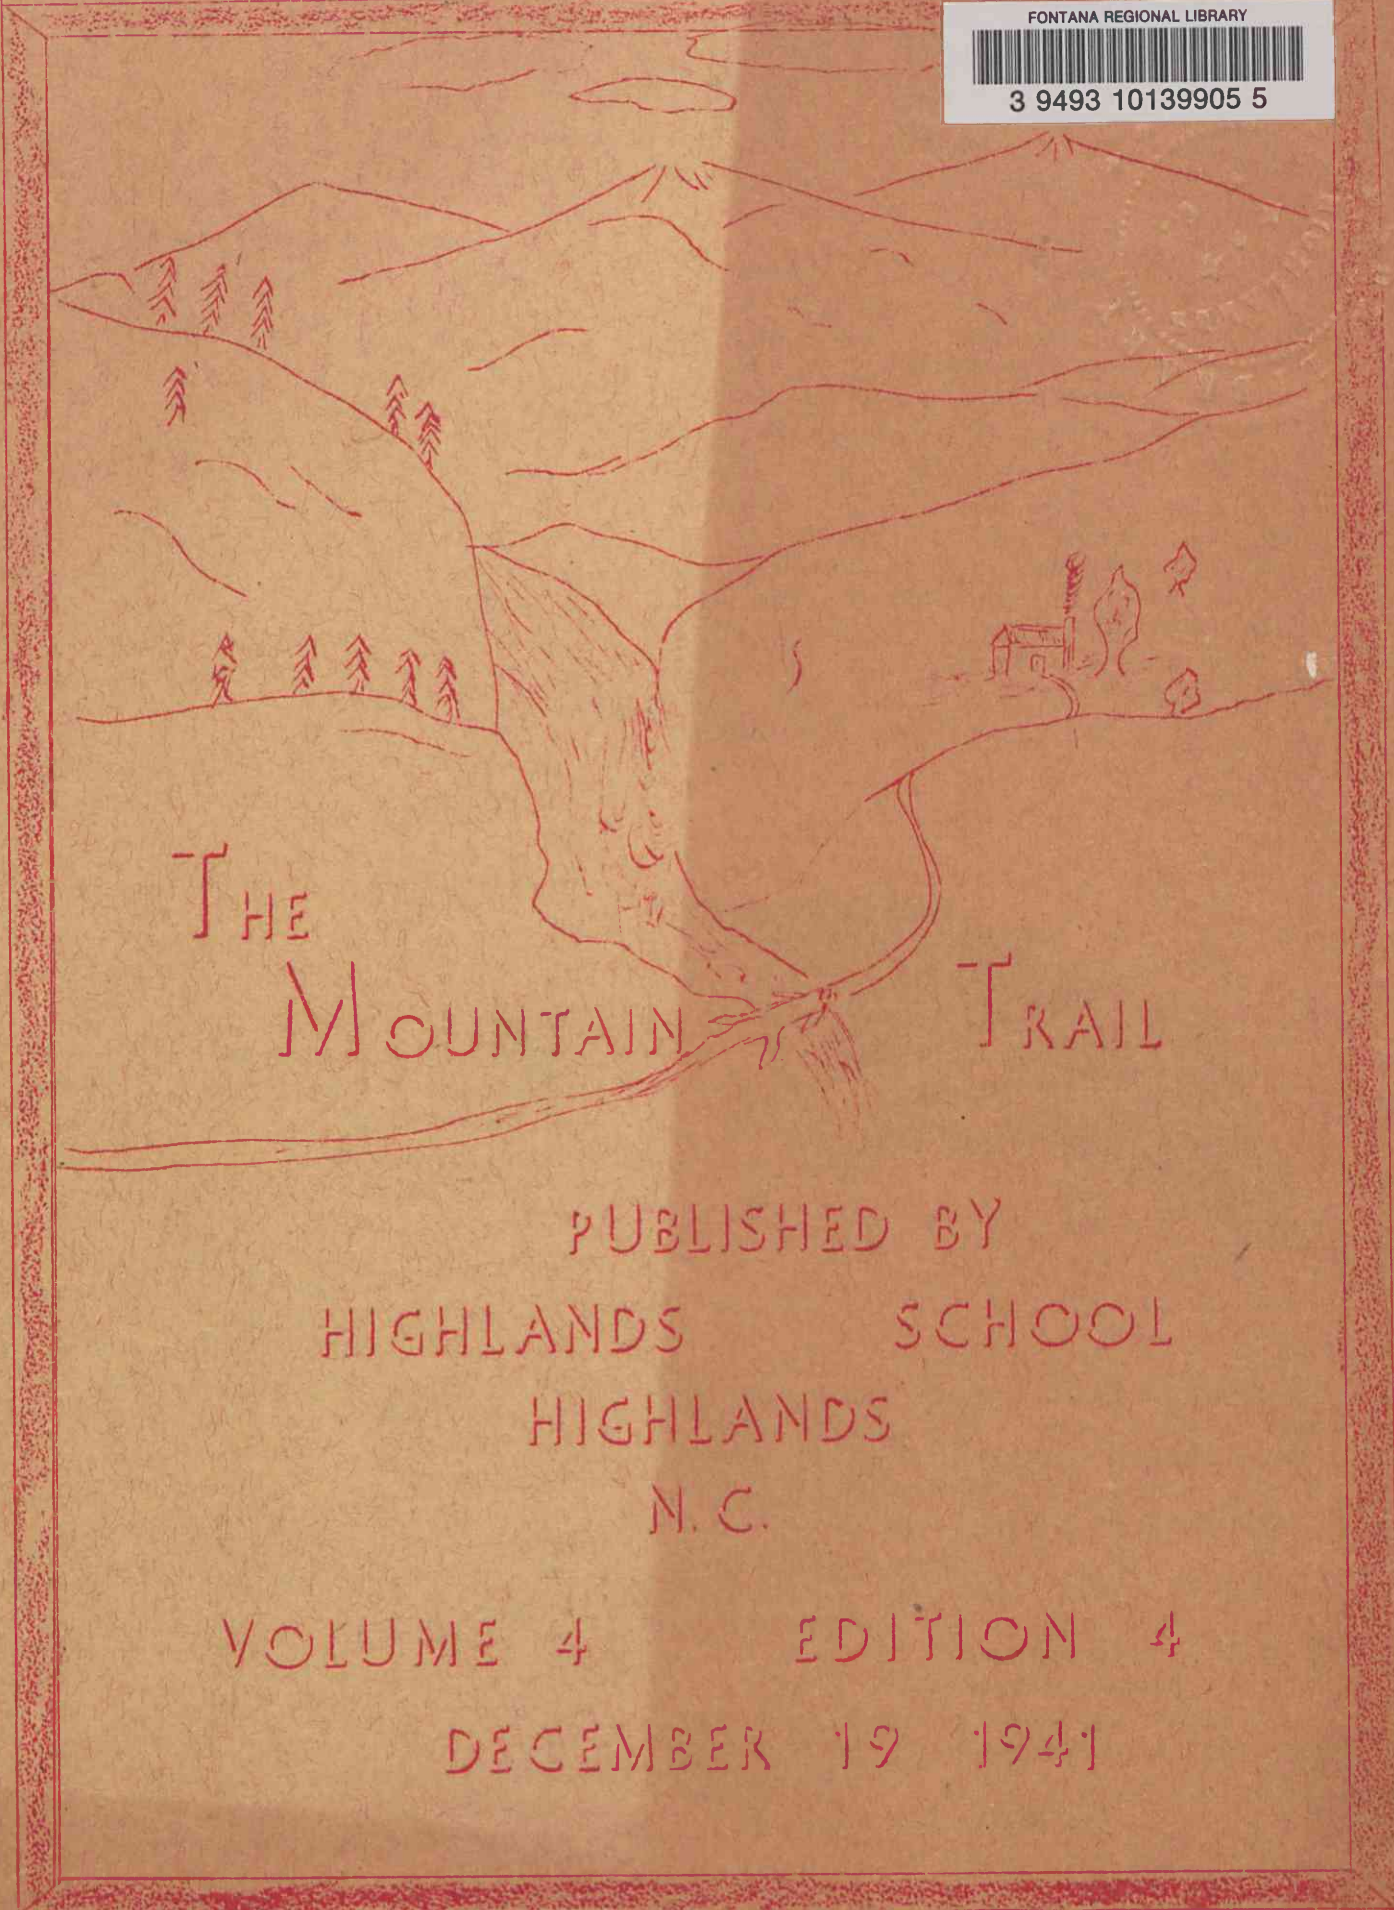 FONTANA REGIONAL LIBRARY
3 9493 10139905 5
THE
MOUNTAIN TRAIL
PUBLISHED BY
HIGHLANDS SCHOOL
HIGHLANDS
N.C.
VOLUME 4 EDITION 4
DECEMBER 19 1941